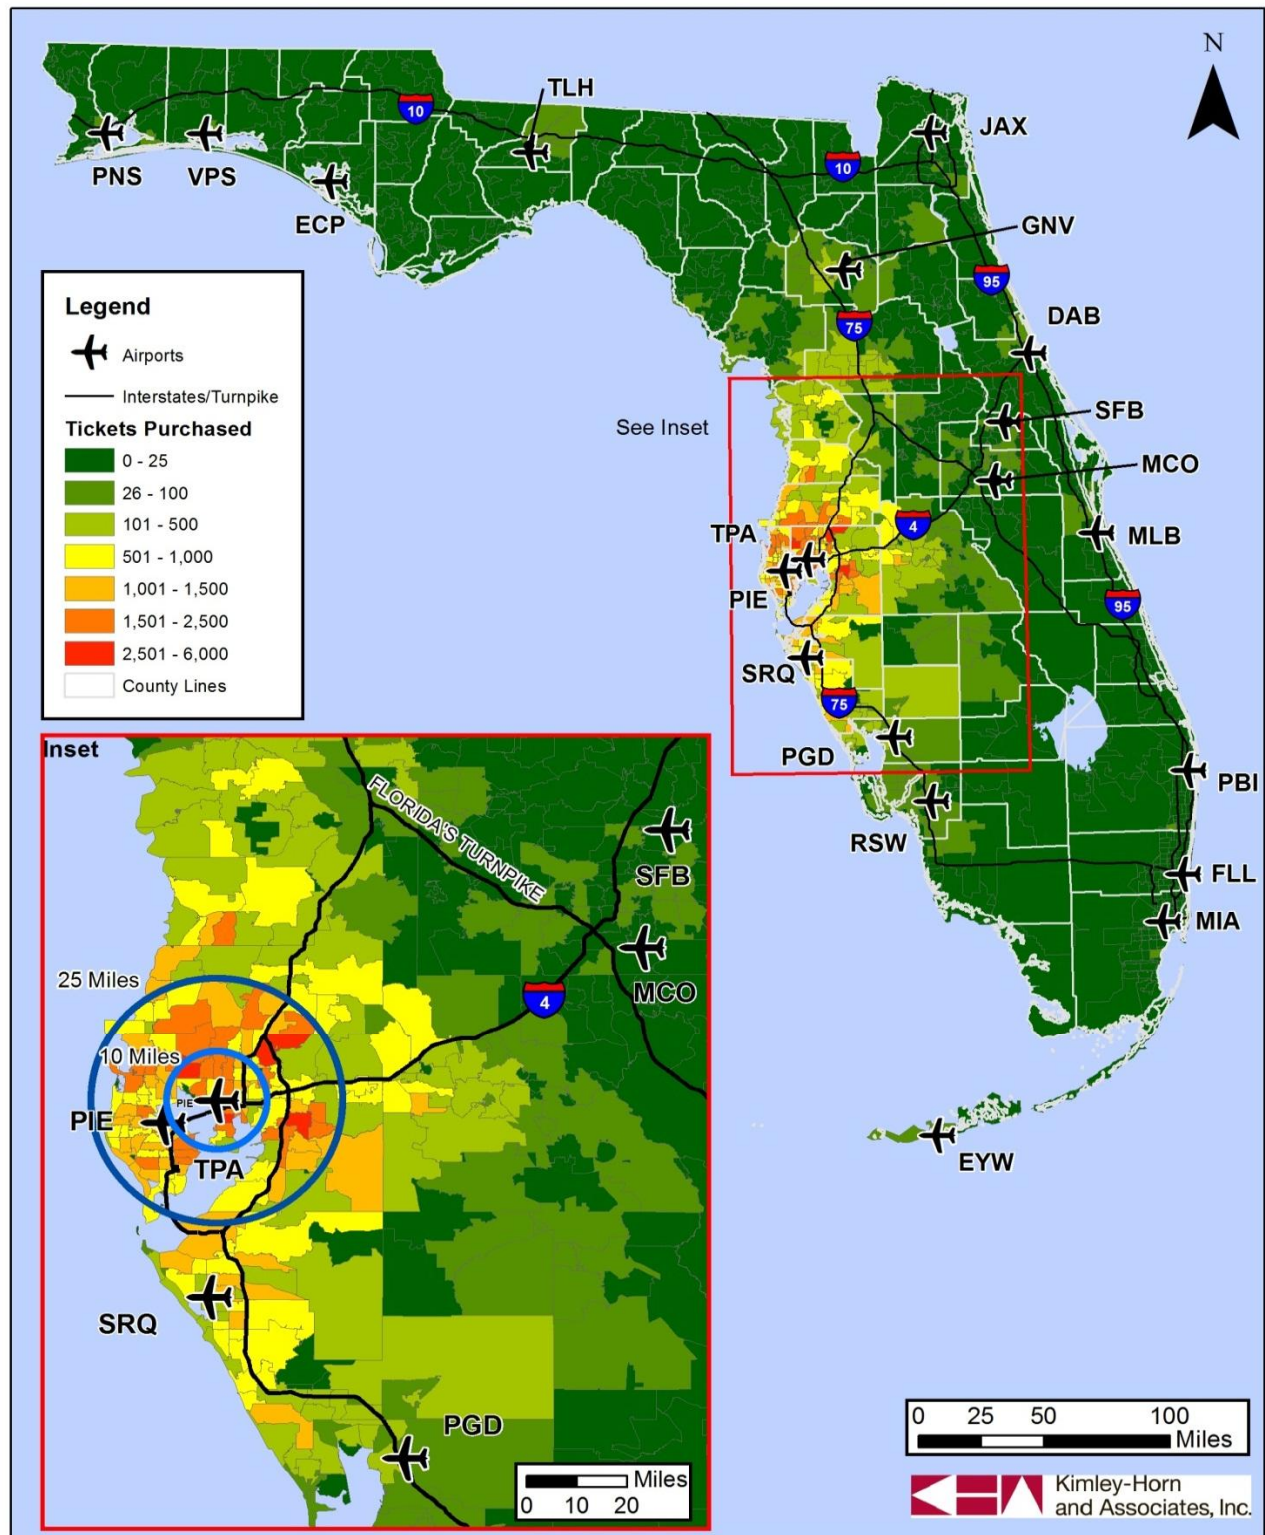 N
TLH
10
JAX
PNS
VPS
10
ECP
GNV
95
75
DAB
Legend
Airports
Interstates/Turnpike
Tickets Purchased
0 - 25
26 - 100
101 - 500
501 - 1,000
1,001 - 1,500
1,501 - 2,500
2,501 - 6,000
County Lines
See Inset
SFB
MCO
4
TPA
MLB
PIE
95
SRQ
75
PGD
PBI
RSW
FLL
MIA
EYW
Inset
FLORIDA'S TURNPIKE
SFB
MCO
25 Miles
4
10 Miles
PIE
PIE
TPA
SRQ
PGD
Miles
0 10 20
0 25 50 100
Miles
Kimley-Horn
and Associates, Inc.